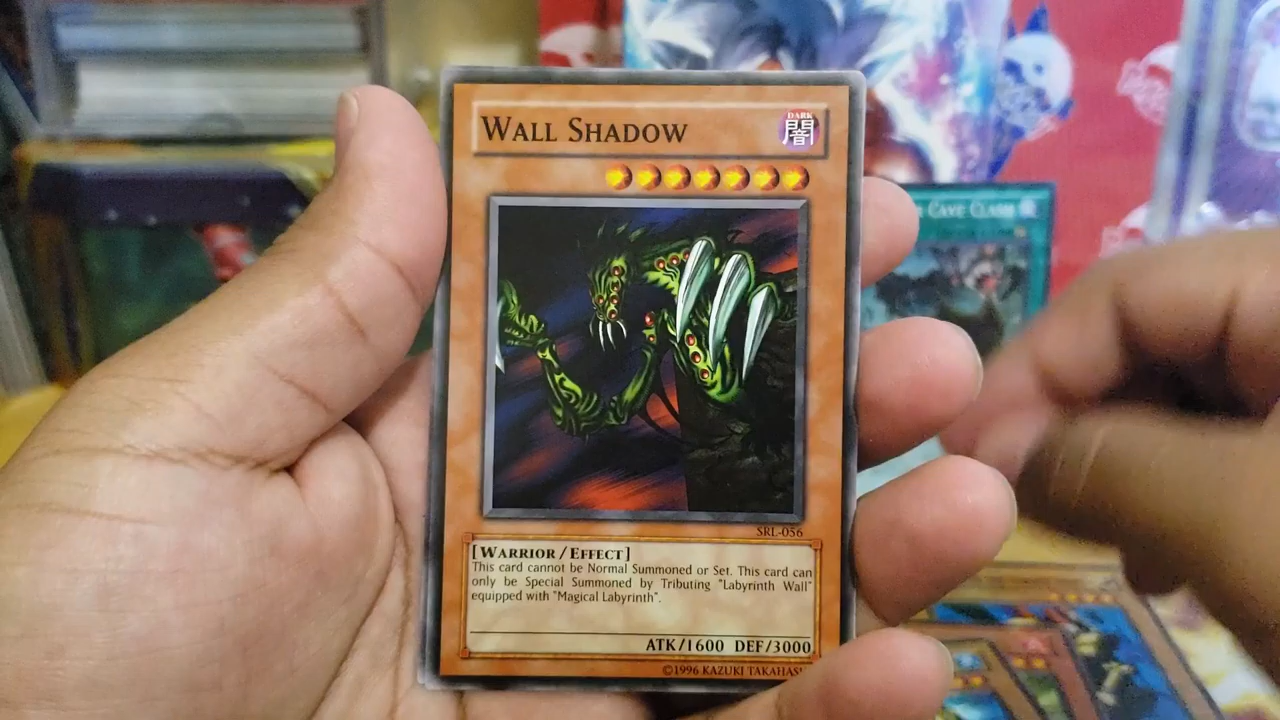 WALL SHADOW
DARK
闇
CAVE CLASH
SRL-056
[WARRIOR/EFFECT]
This card cannot be Normal Summoned or Set. This card can
only be Special Summoned by Tributing "Labyrinth Wall"
equipped with "Magical Labyrinth".
ATK/1600 DEF/3000
©1996 KAZUKI TAKAHAS